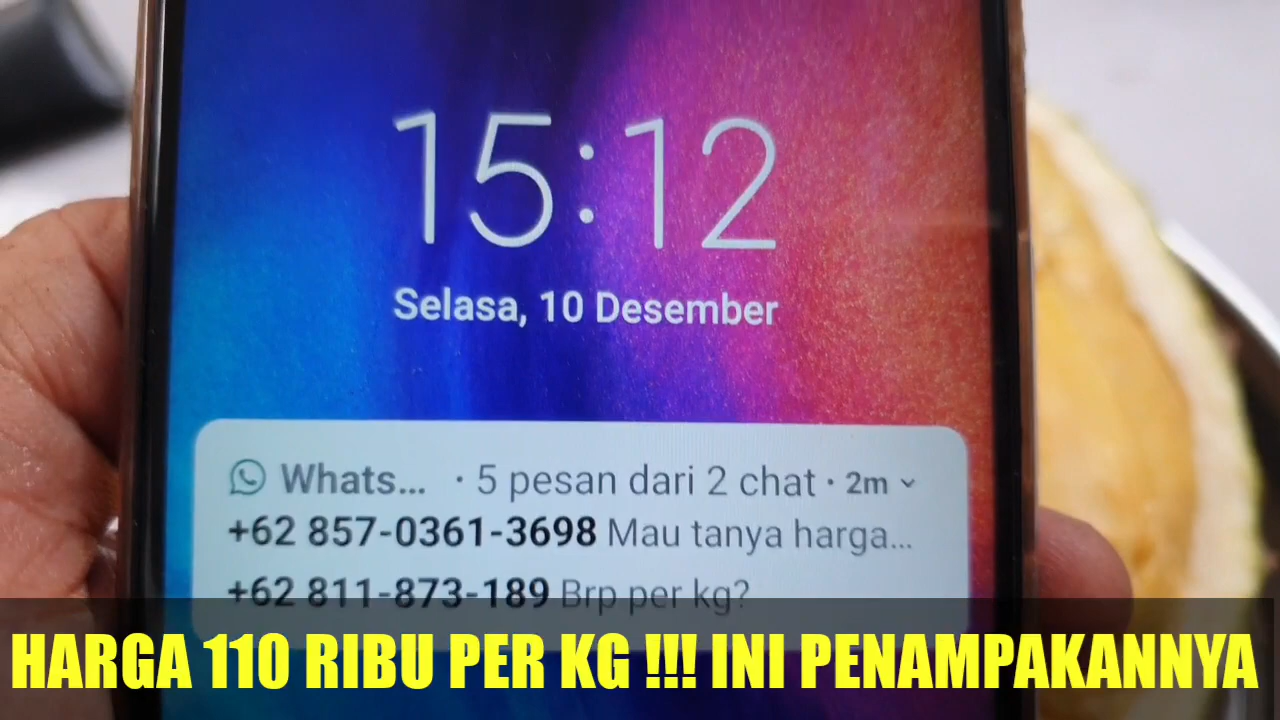 15:12
Selasa, 10 Desember
Whats... · 5 pesan dari 2 chat · 2m
+62 857-0361-3698 Mau tanya harga...
+62 811-873-189 Brp per kg?
HARGA 110 RIBU PER KG !!! INI PENAMPAKANNYA